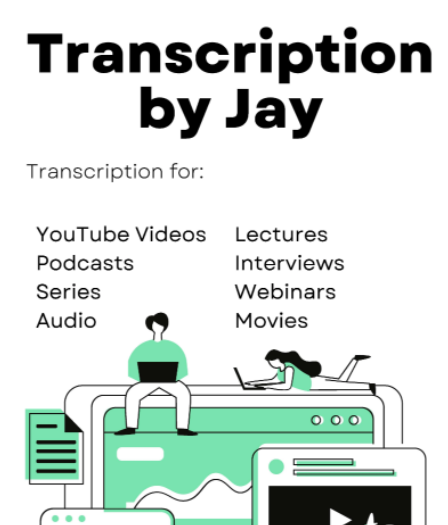 Transcription
by Jay
Transcription for:
YouTube Videos
Podcasts
Series
Audio
Lectures
Interviews
Webinars
Movies